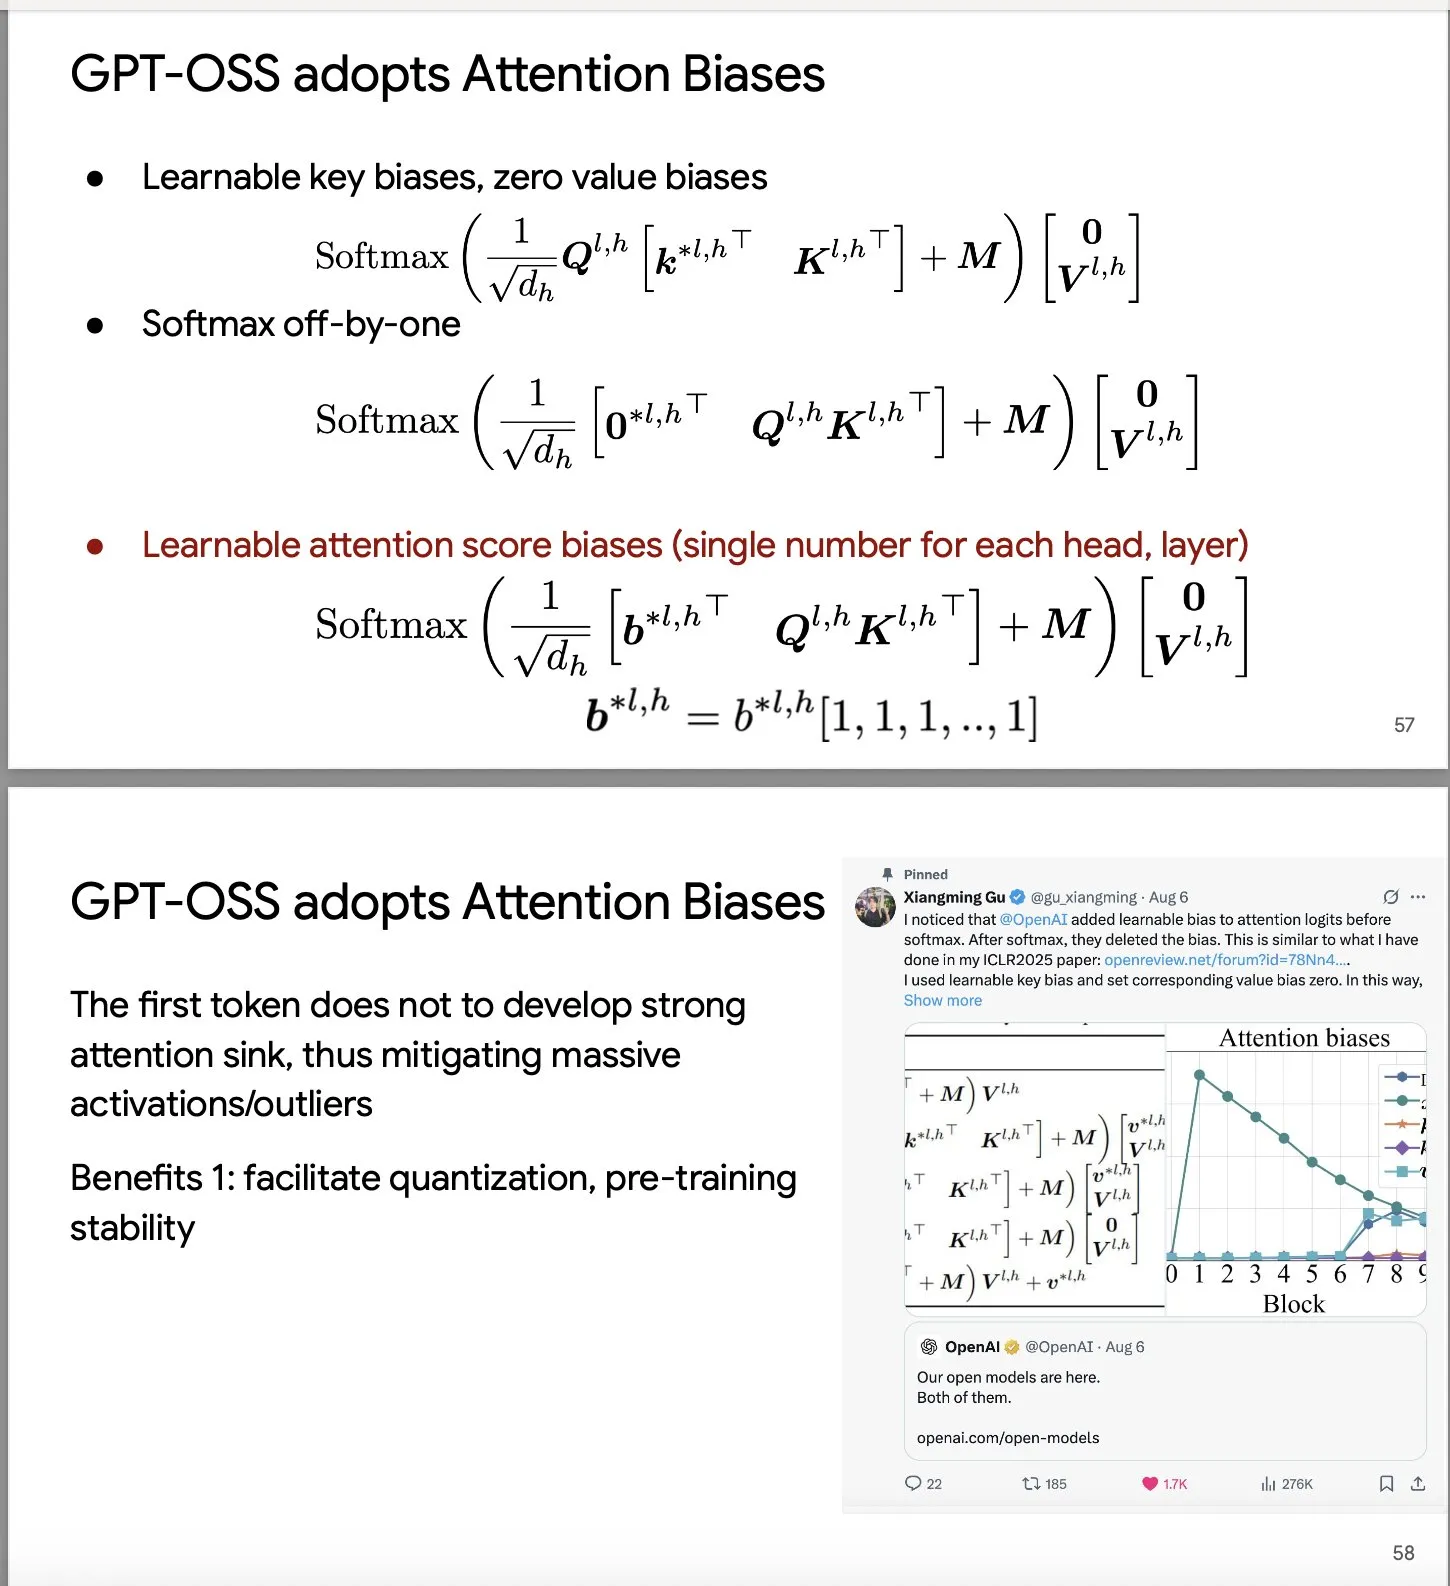 GPT-OSS adopts Attention Biases
● Learnable key biases, zero value biases
Softmax ( 1/√d_h Q^{l,h} [ k^{*l,h⊤} K^{l,h⊤} ] + M ) [ 0 V^{l,h} ]
● Softmax off-by-one
Softmax ( 1/√d_h [ 0^{*l,h⊤} Q^{l,h} K^{l,h⊤} ] + M ) [ 0 V^{l,h} ]
● Learnable attention score biases (single number for each head, layer)
Softmax ( 1/√d_h [ b^{*l,h⊤} Q^{l,h} K^{l,h⊤} ] + M ) [ 0 V^{l,h} ]
b^{*l,h} = b^{*l,h}[1, 1, 1, .., 1]
57
GPT-OSS adopts Attention Biases
The first token does not to develop strong
attention sink, thus mitigating massive
activations/outliers
Benefits 1: facilitate quantization, pre-training
stability
Pinned
Xiangming Gu @gu_xiangming · Aug 6
I noticed that @OpenAI added learnable bias to attention logits before
softmax. After softmax, they deleted the bias. This is similar to what I have
done in my ICLR2025 paper: openreview.net/forum?id=78Nn4....
I used learnable key bias and set corresponding value bias zero. In this way,
Show more
⊤ + M ) V^{l,h}
k^{*l,h⊤} K^{l,h⊤} ] + M ) [ v^{*l,h} V^{l,h}
h⊤ K^{l,h⊤} ] + M ) [ v^{*l,h} V^{l,h} ]
h⊤ K^{l,h⊤} ] + M ) [ 0 V^{l,h} ]
⊤ + M ) V^{l,h} + v^{*l,h}
Attention biases
0 1 2 3 4 5 6 7 8 9
Block
OpenAI @OpenAI · Aug 6
Our open models are here.
Both of them.
openai.com/open-models
22 185 1.7K 276K
58